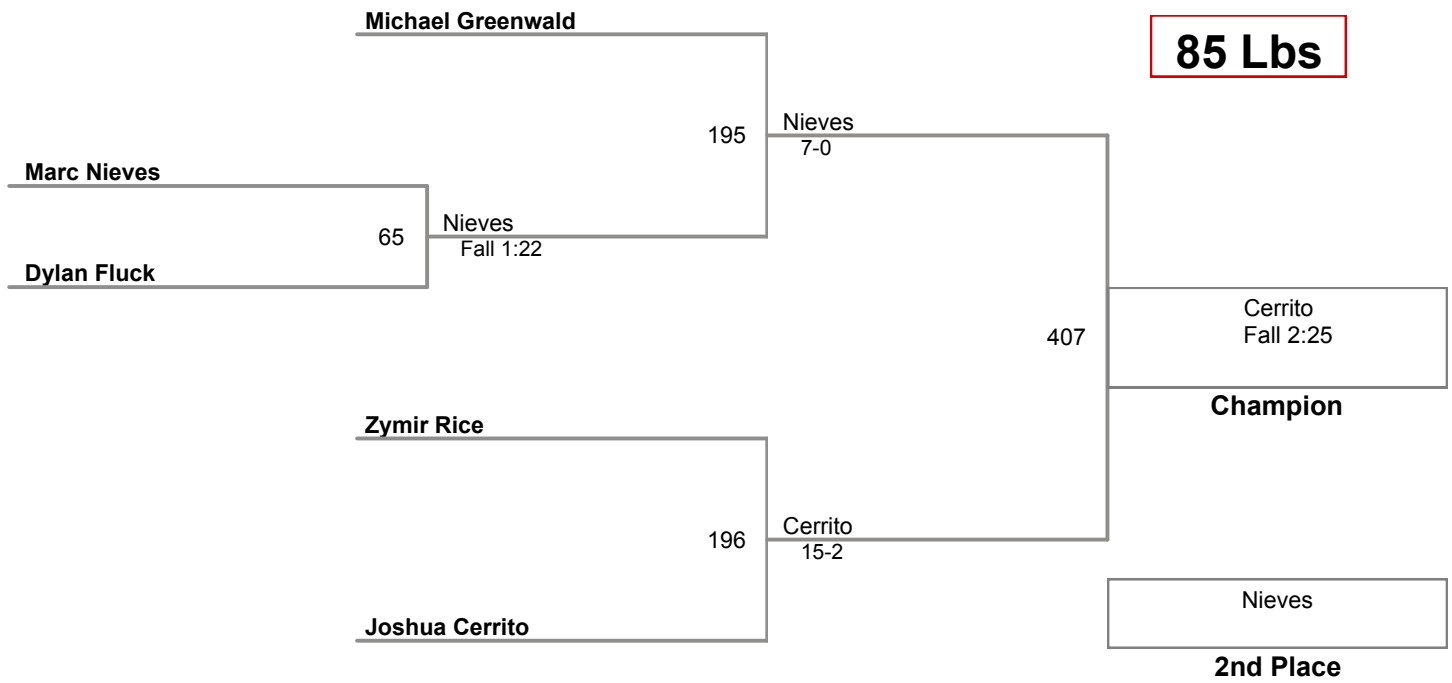 Michael Greenwald
85 Lbs
195
Nieves
7-0
Marc Nieves
65
Nieves
Fall 1:22
Dylan Fluck
407
Cerrito
Fall 2:25
Champion
Zymir Rice
196
Cerrito
15-2
Joshua Cerrito
Nieves
2nd Place